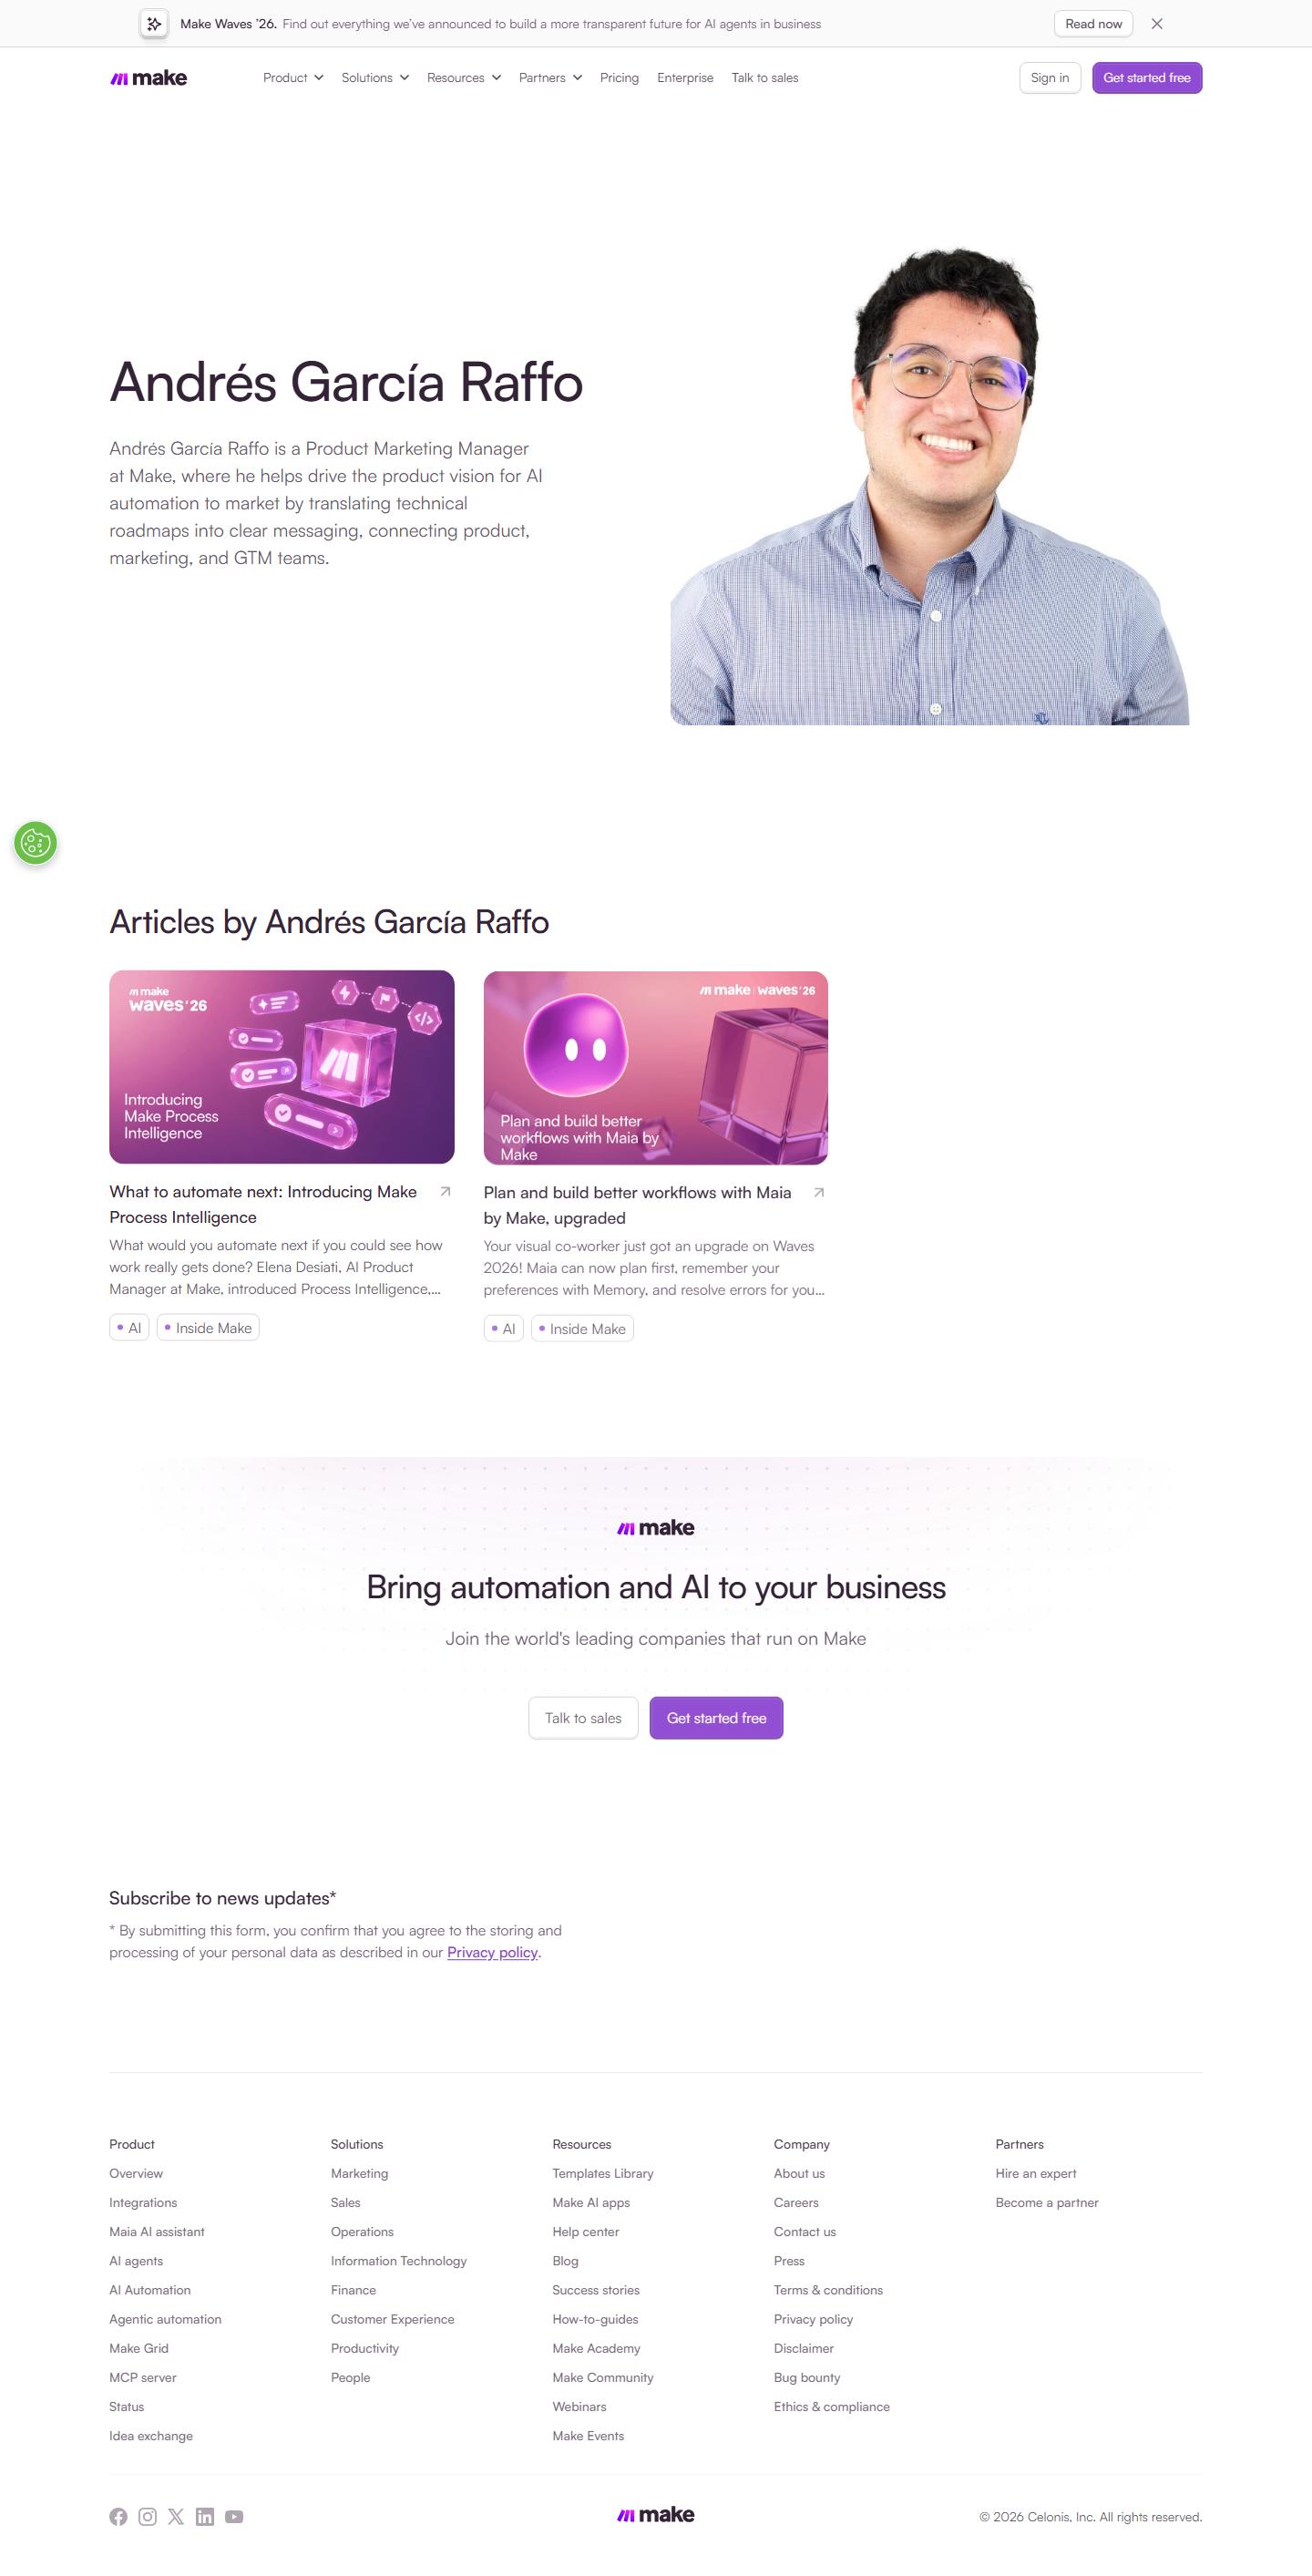 Make Waves ’26. Find out everything we’ve announced to build a more transparent future for AI agents in business
Read now
make
Product
Solutions
Resources
Partners
Pricing
Enterprise
Talk to sales
Sign in
Get started free
Andrés García Raffo
Andrés García Raffo is a Product Marketing Manager
at Make, where he helps drive the product vision for AI
automation to market by translating technical
roadmaps into clear messaging, connecting product,
marketing, and GTM teams.
Articles by Andrés García Raffo
make
waves'26
Introducing
Make Process
Intelligence
What to automate next: Introducing Make
Process Intelligence
What would you automate next if you could see how
work really gets done? Elena Desiati, AI Product
Manager at Make, introduced Process Intelligence,...
AI
Inside Make
make | waves'26
Plan and build better
workflows with Maia by
Make
Plan and build better workflows with Maia
by Make, upgraded
Your visual co-worker just got an upgrade on Waves
2026! Maia can now plan first, remember your
preferences with Memory, and resolve errors for you...
AI
Inside Make
make
Bring automation and AI to your business
Join the world's leading companies that run on Make
Talk to sales
Get started free
Subscribe to news updates*
* By submitting this form, you confirm that you agree to the storing and
processing of your personal data as described in our Privacy policy.
Product
Overview
Integrations
Maia AI assistant
AI agents
AI Automation
Agentic automation
Make Grid
MCP server
Status
Idea exchange
Solutions
Marketing
Sales
Operations
Information Technology
Finance
Customer Experience
Productivity
People
Resources
Templates Library
Make AI apps
Help center
Blog
Success stories
How-to-guides
Make Academy
Make Community
Webinars
Make Events
Company
About us
Careers
Contact us
Press
Terms & conditions
Privacy policy
Disclaimer
Bug bounty
Ethics & compliance
Partners
Hire an expert
Become a partner
make
© 2026 Celonis, Inc. All rights reserved.